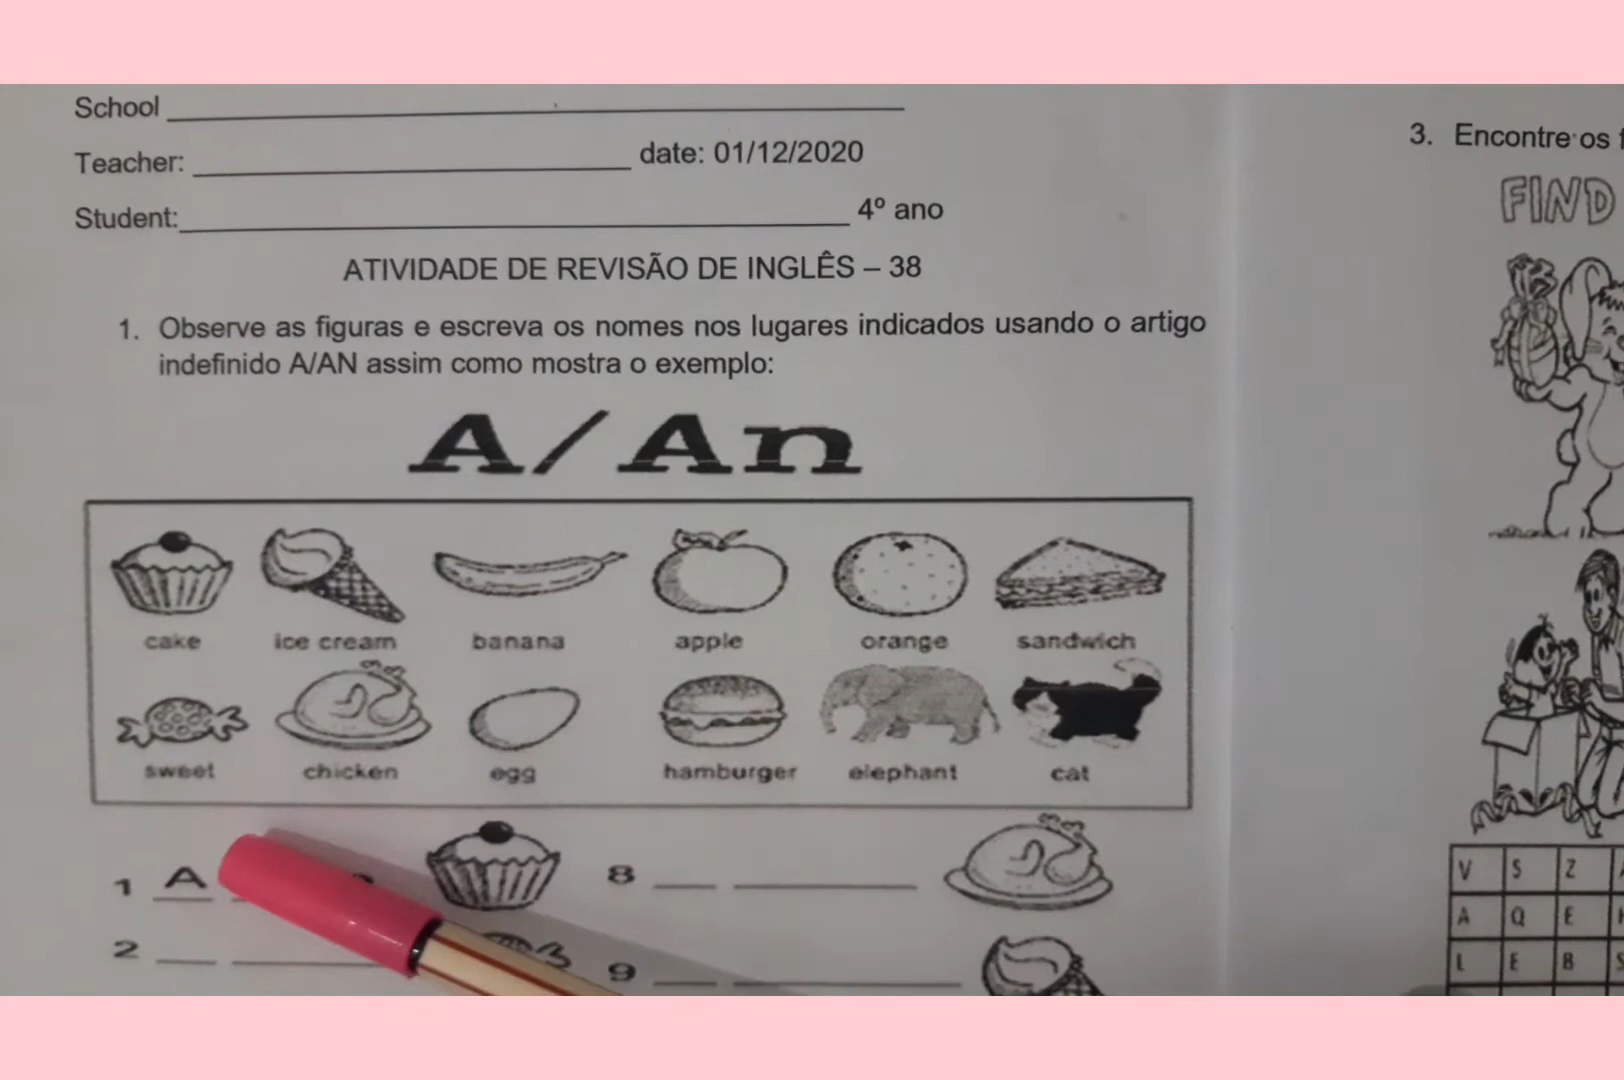 School
Teacher: date: 01/12/2020
Student: 4º ano
ATIVIDADE DE REVISÃO DE INGLÊS – 38
1. Observe as figuras e escreva os nomes nos lugares indicados usando o artigo
indefinido A/AN assim como mostra o exemplo:
A/An
cake ice cream banana apple orange sandwich
sweet chicken egg hamburger elephant cat
1 A
8
2
9
3. Encontre os
FIND
V S Z
A Q E
L E B